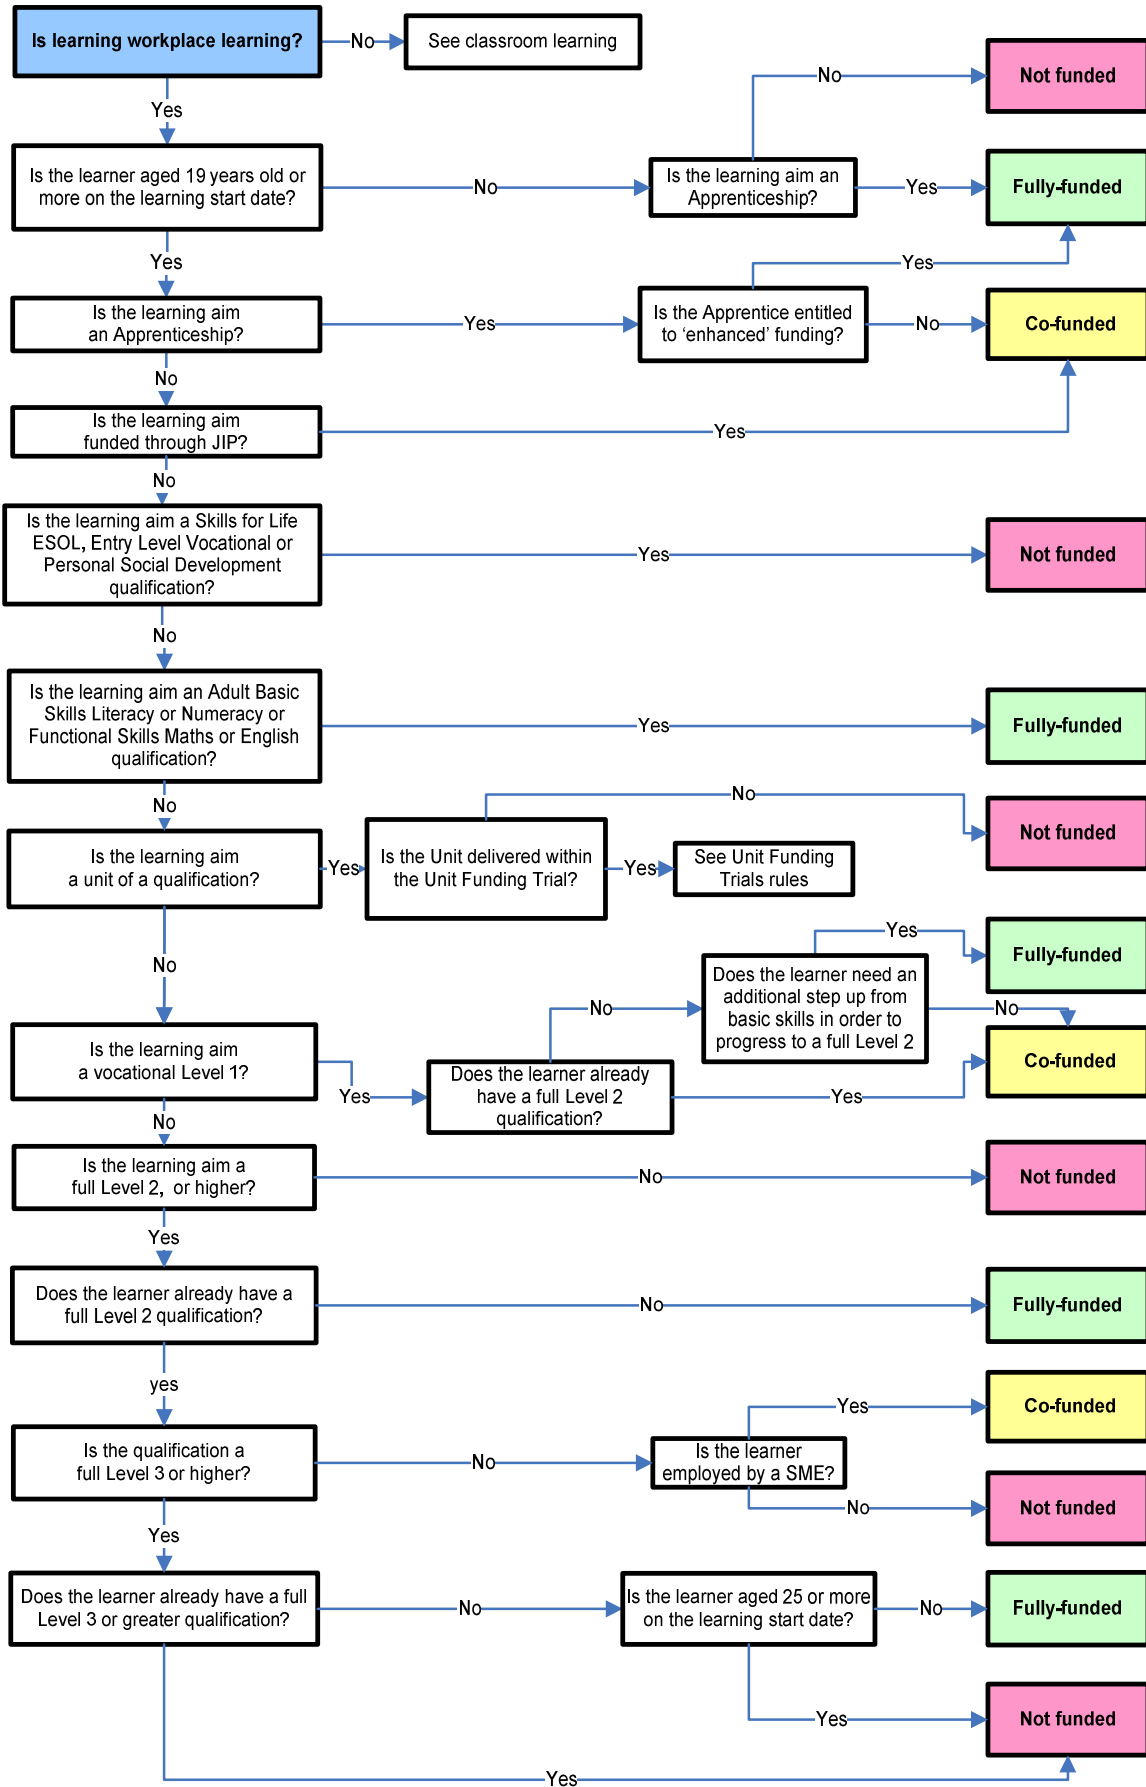 Is learning workplace learning?
No
See classroom learning
Not funded
No
Yes
Is the learner aged 19 years old or
more on the learning start date?
No
Is the learning aim an
Apprenticeship?
Yes
Fully-funded
Yes
Yes
Is the learning aim
an Apprenticeship?
Yes
Is the Apprentice entitled
to ‘enhanced’ funding?
No
Co-funded
No
Is the learning aim
funded through JIP?
Yes
No
Is the learning aim a Skills for Life
ESOL, Entry Level Vocational or
Personal Social Development
qualification?
Yes
Not funded
No
Is the learning aim an Adult Basic
Skills Literacy or Numeracy or
Functional Skills Maths or English
qualification?
Yes
Fully-funded
No
No
Not funded
Is the learning aim
a unit of a qualification?
Yes
Is the Unit delivered within
the Unit Funding Trial?
Yes
See Unit Funding
Trials rules
No
Yes
Fully-funded
Does the learner need an
additional step up from
basic skills in order to
progress to a full Level 2
No
No
Co-funded
Is the learning aim
a vocational Level 1?
Yes
Does the learner already
have a full Level 2
qualification?
Yes
No
Is the learning aim a
full Level 2, or higher?
No
Not funded
Yes
Does the learner already have a
full Level 2 qualification?
No
Fully-funded
yes
Yes
Co-funded
Is the qualification a
full Level 3 or higher?
No
Is the learner
employed by a SME?
No
Not funded
Yes
Does the learner already have a full
Level 3 or greater qualification?
No
Is the learner aged 25 or more
on the learning start date?
No
Fully-funded
Yes
Not funded
Yes